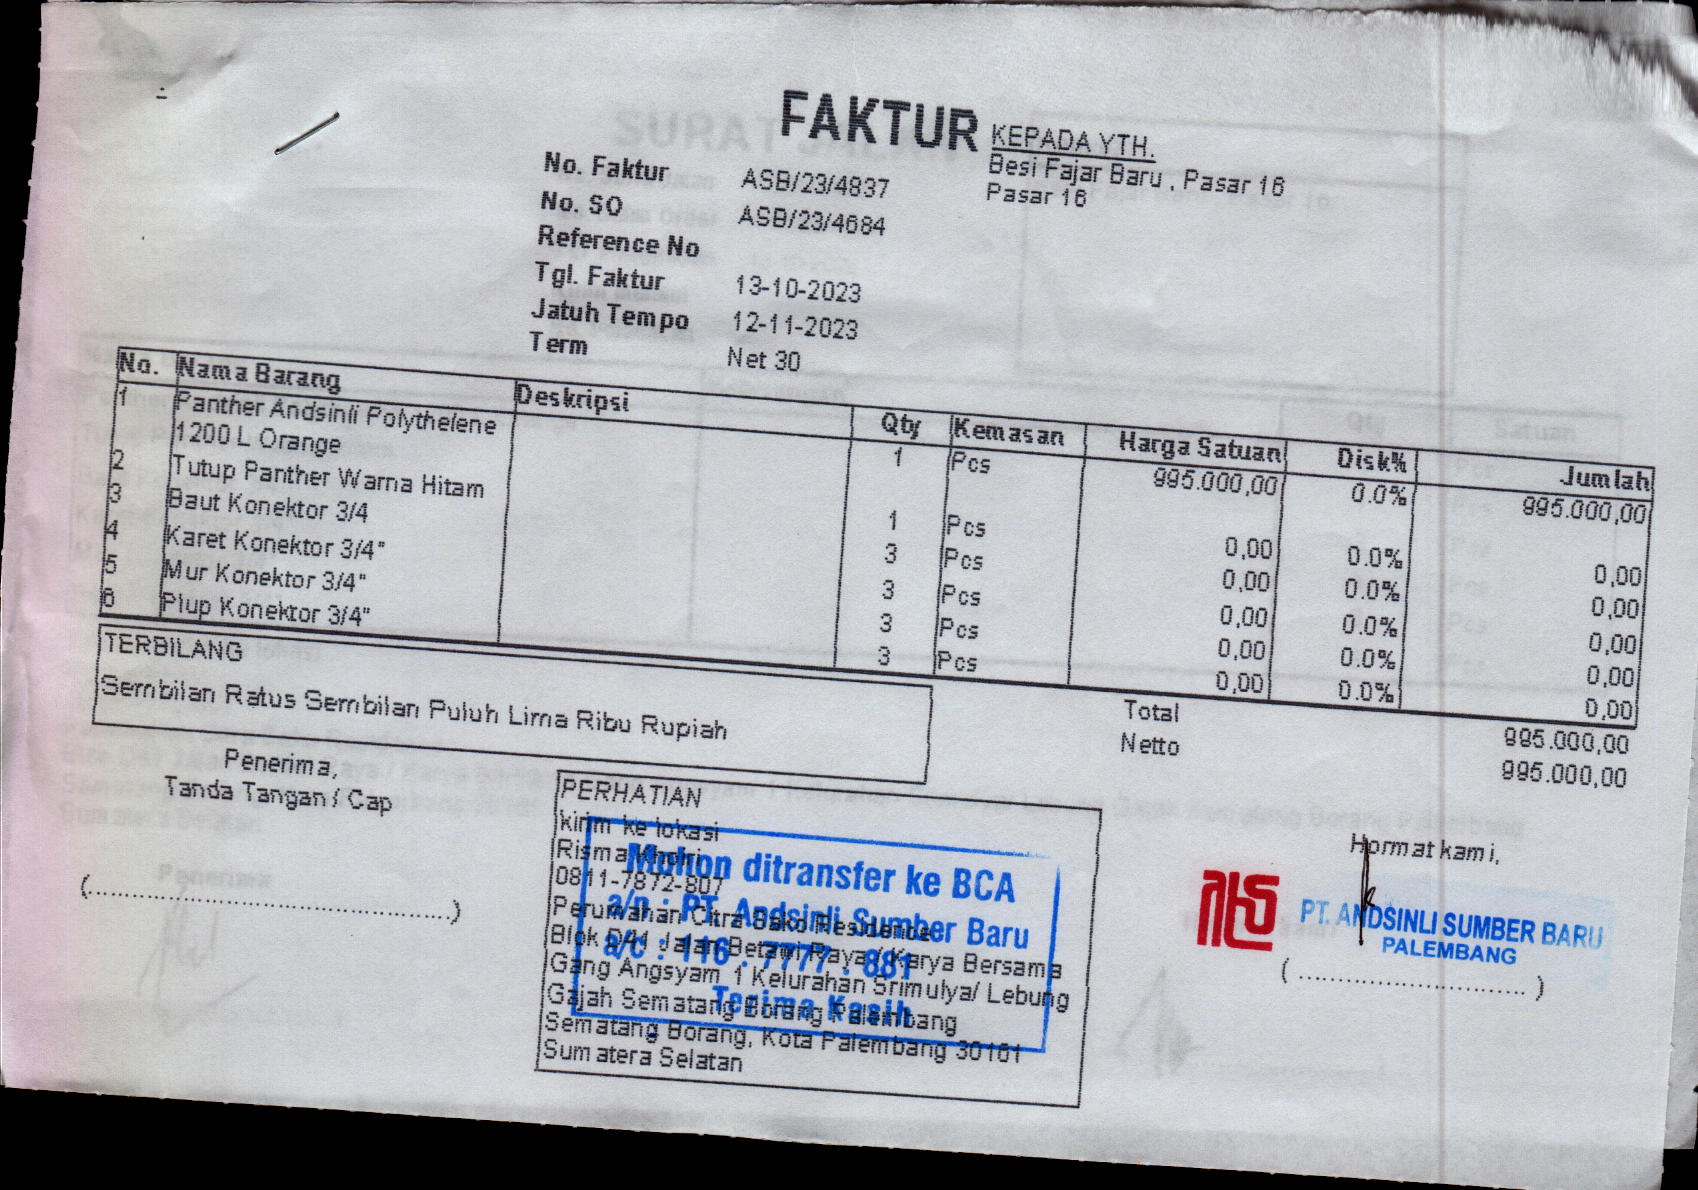 FAKTUR
KEPADA YTH.
Besi Fajar Baru , Pasar 16
Pasar 16
No. Faktur ASB/23/4837
No. SO ASB/23/4684
Reference No
Tgl. Faktur 13-10-2023
Jatuh Tempo 12-11-2023
Term Net 30
No. Nama Barang Deskripsi Qty Kemasan Harga Satuan Disk% Jumlah
1 Panther Andsinli Polythelene 1 Pcs 995.000,00 0.0% 995.000,00
1200 L Orange
2 Tutup Panther Warna Hitam 1 Pcs 0,00 0.0% 0,00
3 Baut Konektor 3/4 3 Pcs 0,00 0.0% 0,00
4 Karet Konektor 3/4" 3 Pcs 0,00 0.0% 0,00
5 Mur Konektor 3/4" 3 Pcs 0,00 0.0% 0,00
6 Plup Konektor 3/4" 3 Pcs 0,00 0.0% 0,00
TERBILANG
Sembilan Ratus Sembilan Puluh Lima Ribu Rupiah
Total 995.000,00
Netto 995.000,00
Penerima,
Tanda Tangan / Cap
(........................................................)
PERHATIAN
kirim ke lokasi
Risma
0811-7872-807
Perumahan Citra Sako Residence
Blok Jalan Betawi Raya / Karya Bersama
Gang Angsyam 1 Kelurahan Srimulya/ Lebung
Gajah Sematang Borang Palembang
Sematang Borang, Kota Palembang 30161
Sumatera Selatan
Mohon ditransfer ke BCA
a/n : PT. Andsinli Sumber Baru
a/c : 116 . 7777 . 881
Terima Kasih
Hormat kami,
PT. ANDSINLI SUMBER BARU
PALEMBANG
( ................................... )